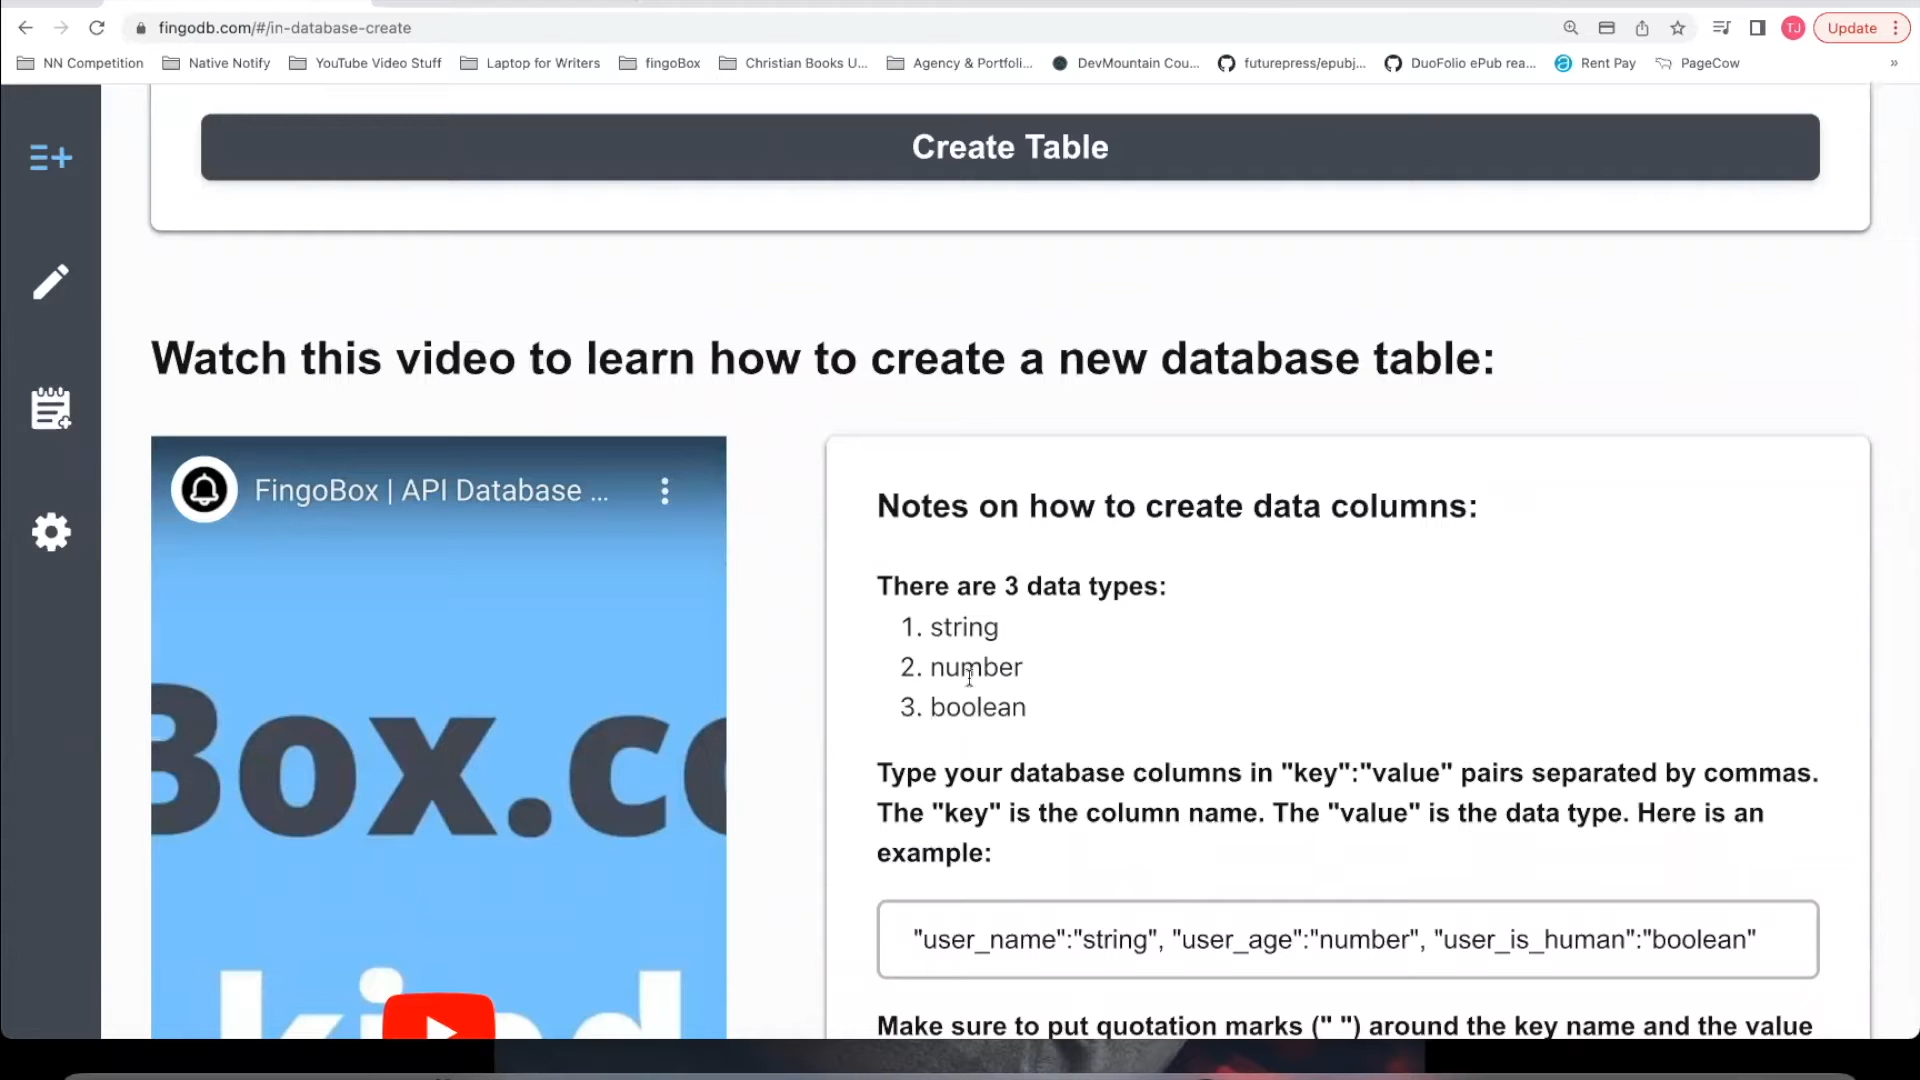 fingodb.com/#/in-database-create
TJ
Update
NN Competition
Native Notify
YouTube Video Stuff
Laptop for Writers
fingoBox
Christian Books U...
Agency & Portfoli...
DevMountain Cou...
futurepress/epubj...
DuoFolio ePub rea...
Rent Pay
PageCow
»
Create Table
Watch this video to learn how to create a new database table:
FingoBox | API Database ...
Box.co
kind
Notes on how to create data columns:
There are 3 data types:
1. string
2. number
3. boolean
Type your database columns in "key":"value" pairs separated by commas.
The "key" is the column name. The "value" is the data type. Here is an
example:
"user_name":"string", "user_age":"number", "user_is_human":"boolean"
Make sure to put quotation marks (" ") around the key name and the value